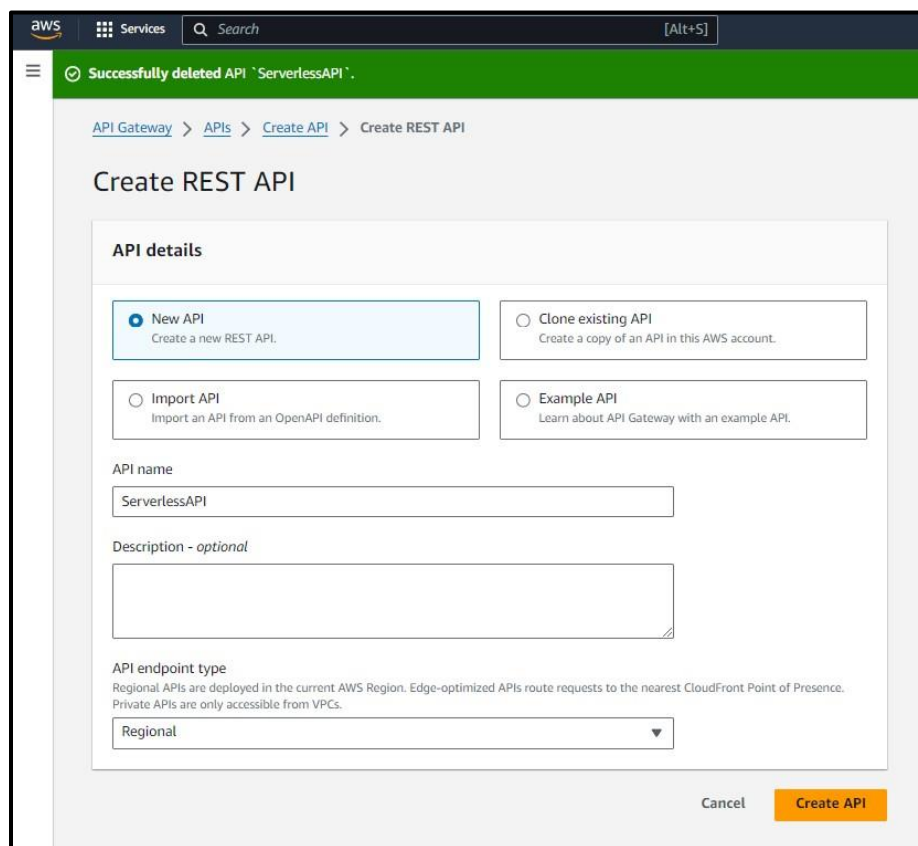 aws Services Search [Alt+S]
Successfully deleted API `ServerlessAPI`.
API Gateway > APIs > Create API > Create REST API
Create REST API
API details
New API
Create a new REST API.
Clone existing API
Create a copy of an API in this AWS account.
Import API
Import an API from an OpenAPI definition.
Example API
Learn about API Gateway with an example API.
API name
ServerlessAPI
Description - optional
API endpoint type
Regional APIs are deployed in the current AWS Region. Edge-optimized APIs route requests to the nearest CloudFront Point of Presence.
Private APIs are only accessible from VPCs.
Regional
Cancel Create API